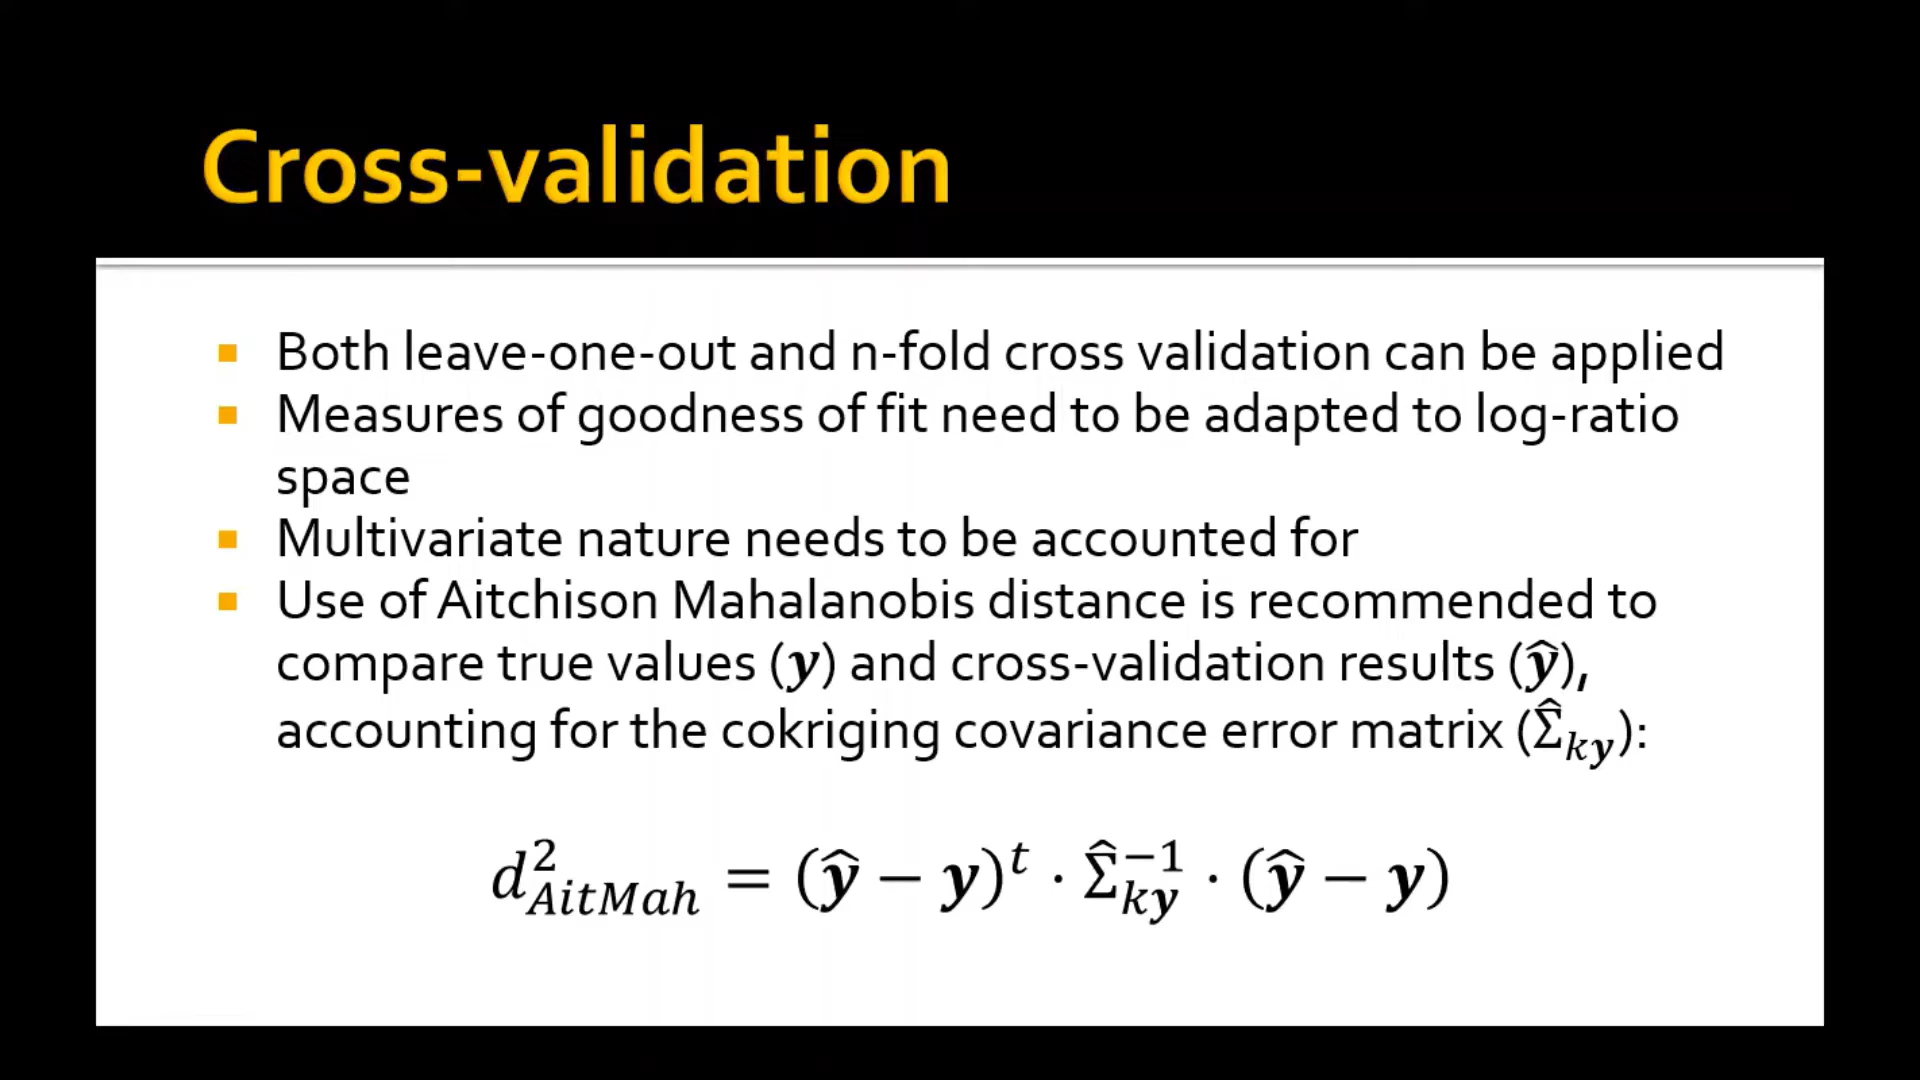 Cross-validation
▪ Both leave-one-out and n-fold cross validation can be applied
▪ Measures of goodness of fit need to be adapted to log-ratio
space
▪ Multivariate nature needs to be accounted for
▪ Use of Aitchison Mahalanobis distance is recommended to
compare true values (𝒚) and cross-validation results (𝒚̂),
accounting for the cokriging covariance error matrix (Σ̂_{k𝒚}):
d²_{AitMah} = (𝒚̂ − 𝒚)ᵗ · Σ̂_{k𝒚}^{−1} · (𝒚̂ − 𝒚)